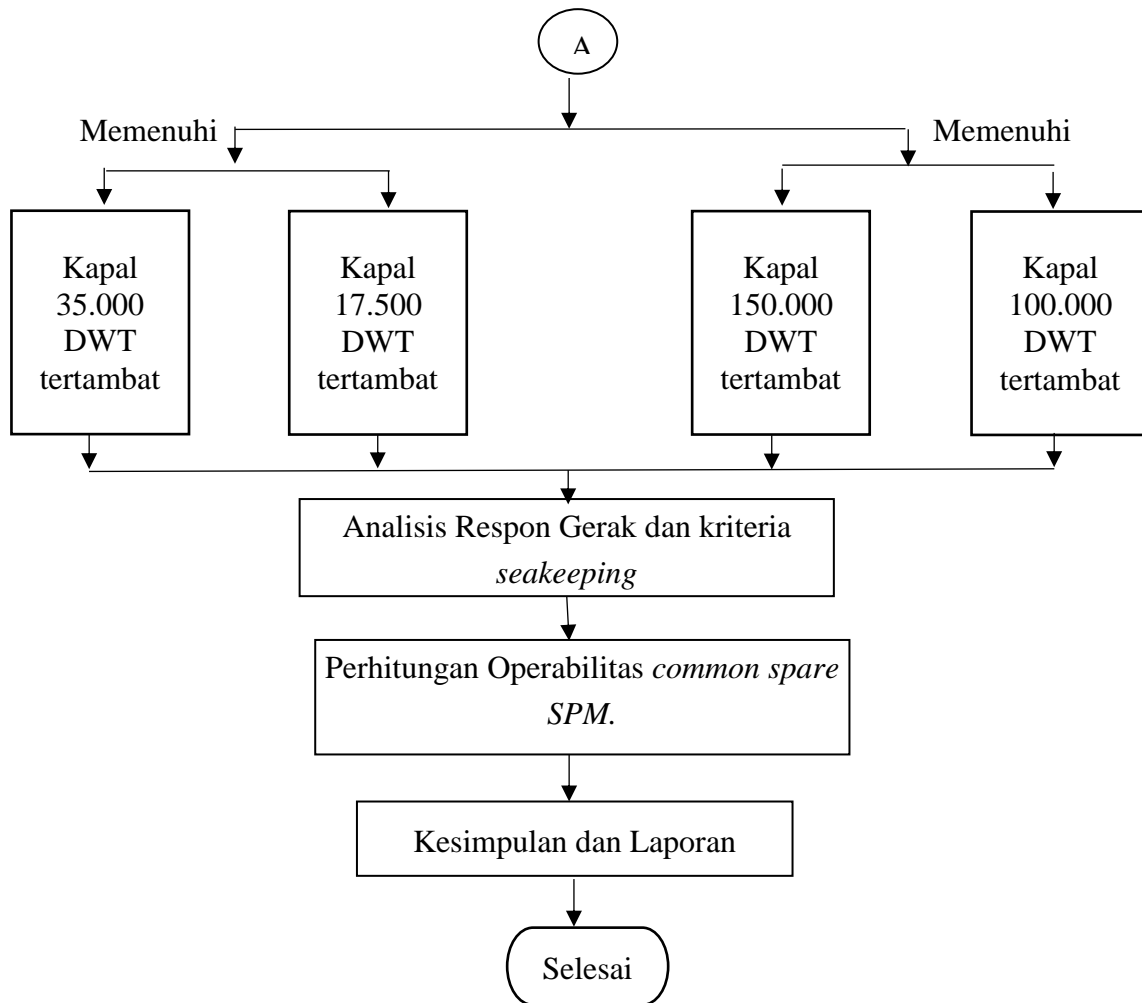 A
Memenuhi
Memenuhi
Kapal
35.000
DWT
tertambat
Kapal
17.500
DWT
tertambat
Kapal
150.000
DWT
tertambat
Kapal
100.000
DWT
tertambat
Analisis Respon Gerak dan kriteria
seakeeping
Perhitungan Operabilitas common spare
SPM.
Kesimpulan dan Laporan
Selesai